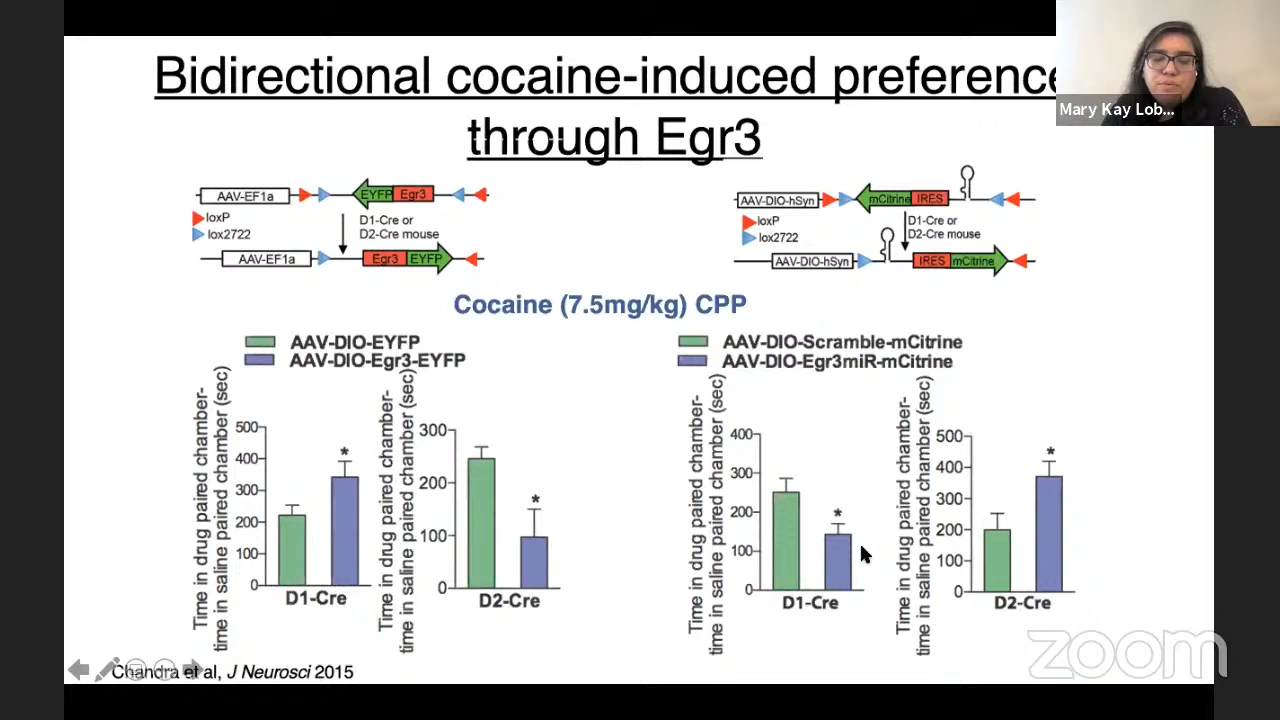 Bidirectional cocaine-induced preference
through Egr3
Mary Kay Lob...
AAV-EF1a
EYFP
Egr3
loxP
lox2722
D1-Cre or
D2-Cre mouse
AAV-EF1a
Egr3
EYFP
AAV-DIO-hSyn
mCitrine
IRES
loxP
lox2722
D1-Cre or
D2-Cre mouse
AAV-DIO-hSyn
IRES
mCitrine
Cocaine (7.5mg/kg) CPP
AAV-DIO-EYFP
AAV-DIO-Egr3-EYFP
Time in drug paired chamber-
time in saline paired chamber (sec)
500
400
300
200
100
0
*
D1-Cre
Time in drug paired chamber-
time in saline paired chamber (sec)
300
200
100
0
*
D2-Cre
AAV-DIO-Scramble-mCitrine
AAV-DIO-Egr3miR-mCitrine
Time in drug paired chamber-
time in saline paired chamber (sec)
400
300
200
100
0
*
D1-Cre
Time in drug paired chamber-
time in saline paired chamber (sec)
500
400
300
200
100
0
*
D2-Cre
Chandra et al, J Neurosci 2015
zoom